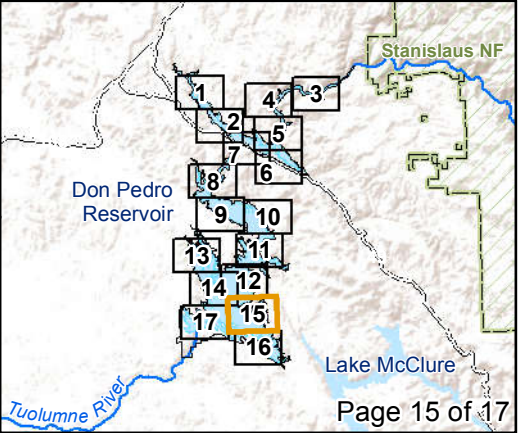 Stanislaus NF
1
4
3
2
5
7
6
8
Don Pedro
Reservoir
9
10
13
11
14
12
17
15
16
Lake McClure
Tuolumne River
Page 15 of 17